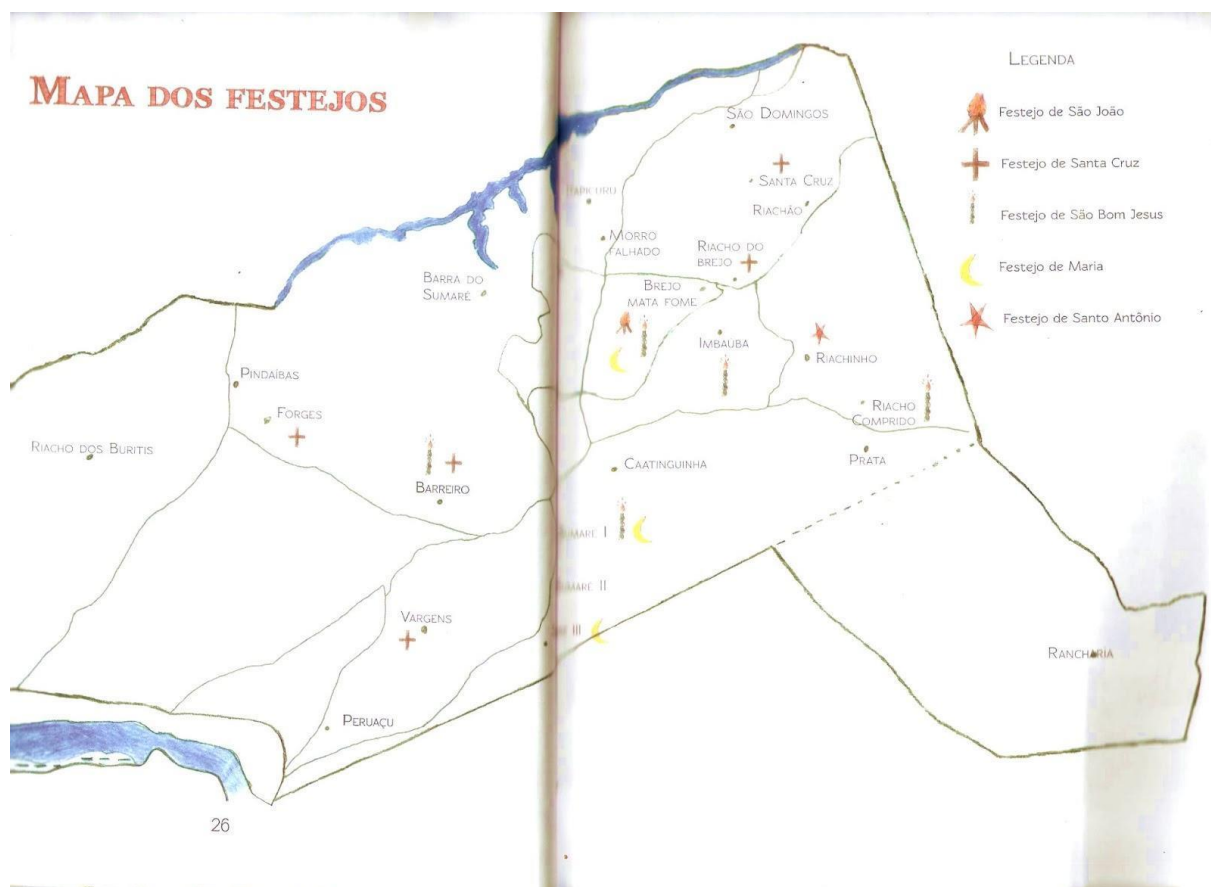 MAPA DOS FESTEJOS
LEGENDA
Festejo de São João
Festejo de Santa Cruz
Festejo de São Bom Jesus
Festejo de Maria
Festejo de Santo Antônio
SÃO DOMINGOS
SANTA CRUZ
RIACHÃO
MORRO
FALHADO
RIACHO DO
BREJO
BARRA DO
SUMARÉ
BREJO
MATA FOME
IMBAUBA
RIACHINHO
PINDAÍBAS
FORGES
RIACHO
COMPRIDO
RIACHO DOS BURITIS
BARREIRO
CAATINGUINHA
PRATA
I
II
VARGENS
III
RANCHARIA
PERUAÇU
26